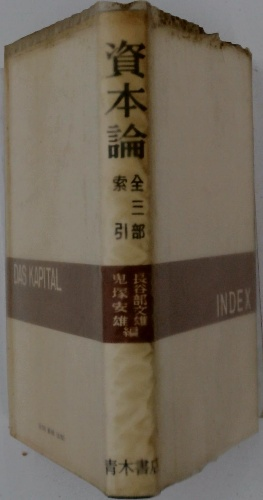 資本論
全三部
索引
長谷部文雄
鬼塚安雄
編
青木書店
DAS KAPITAL
INDEX